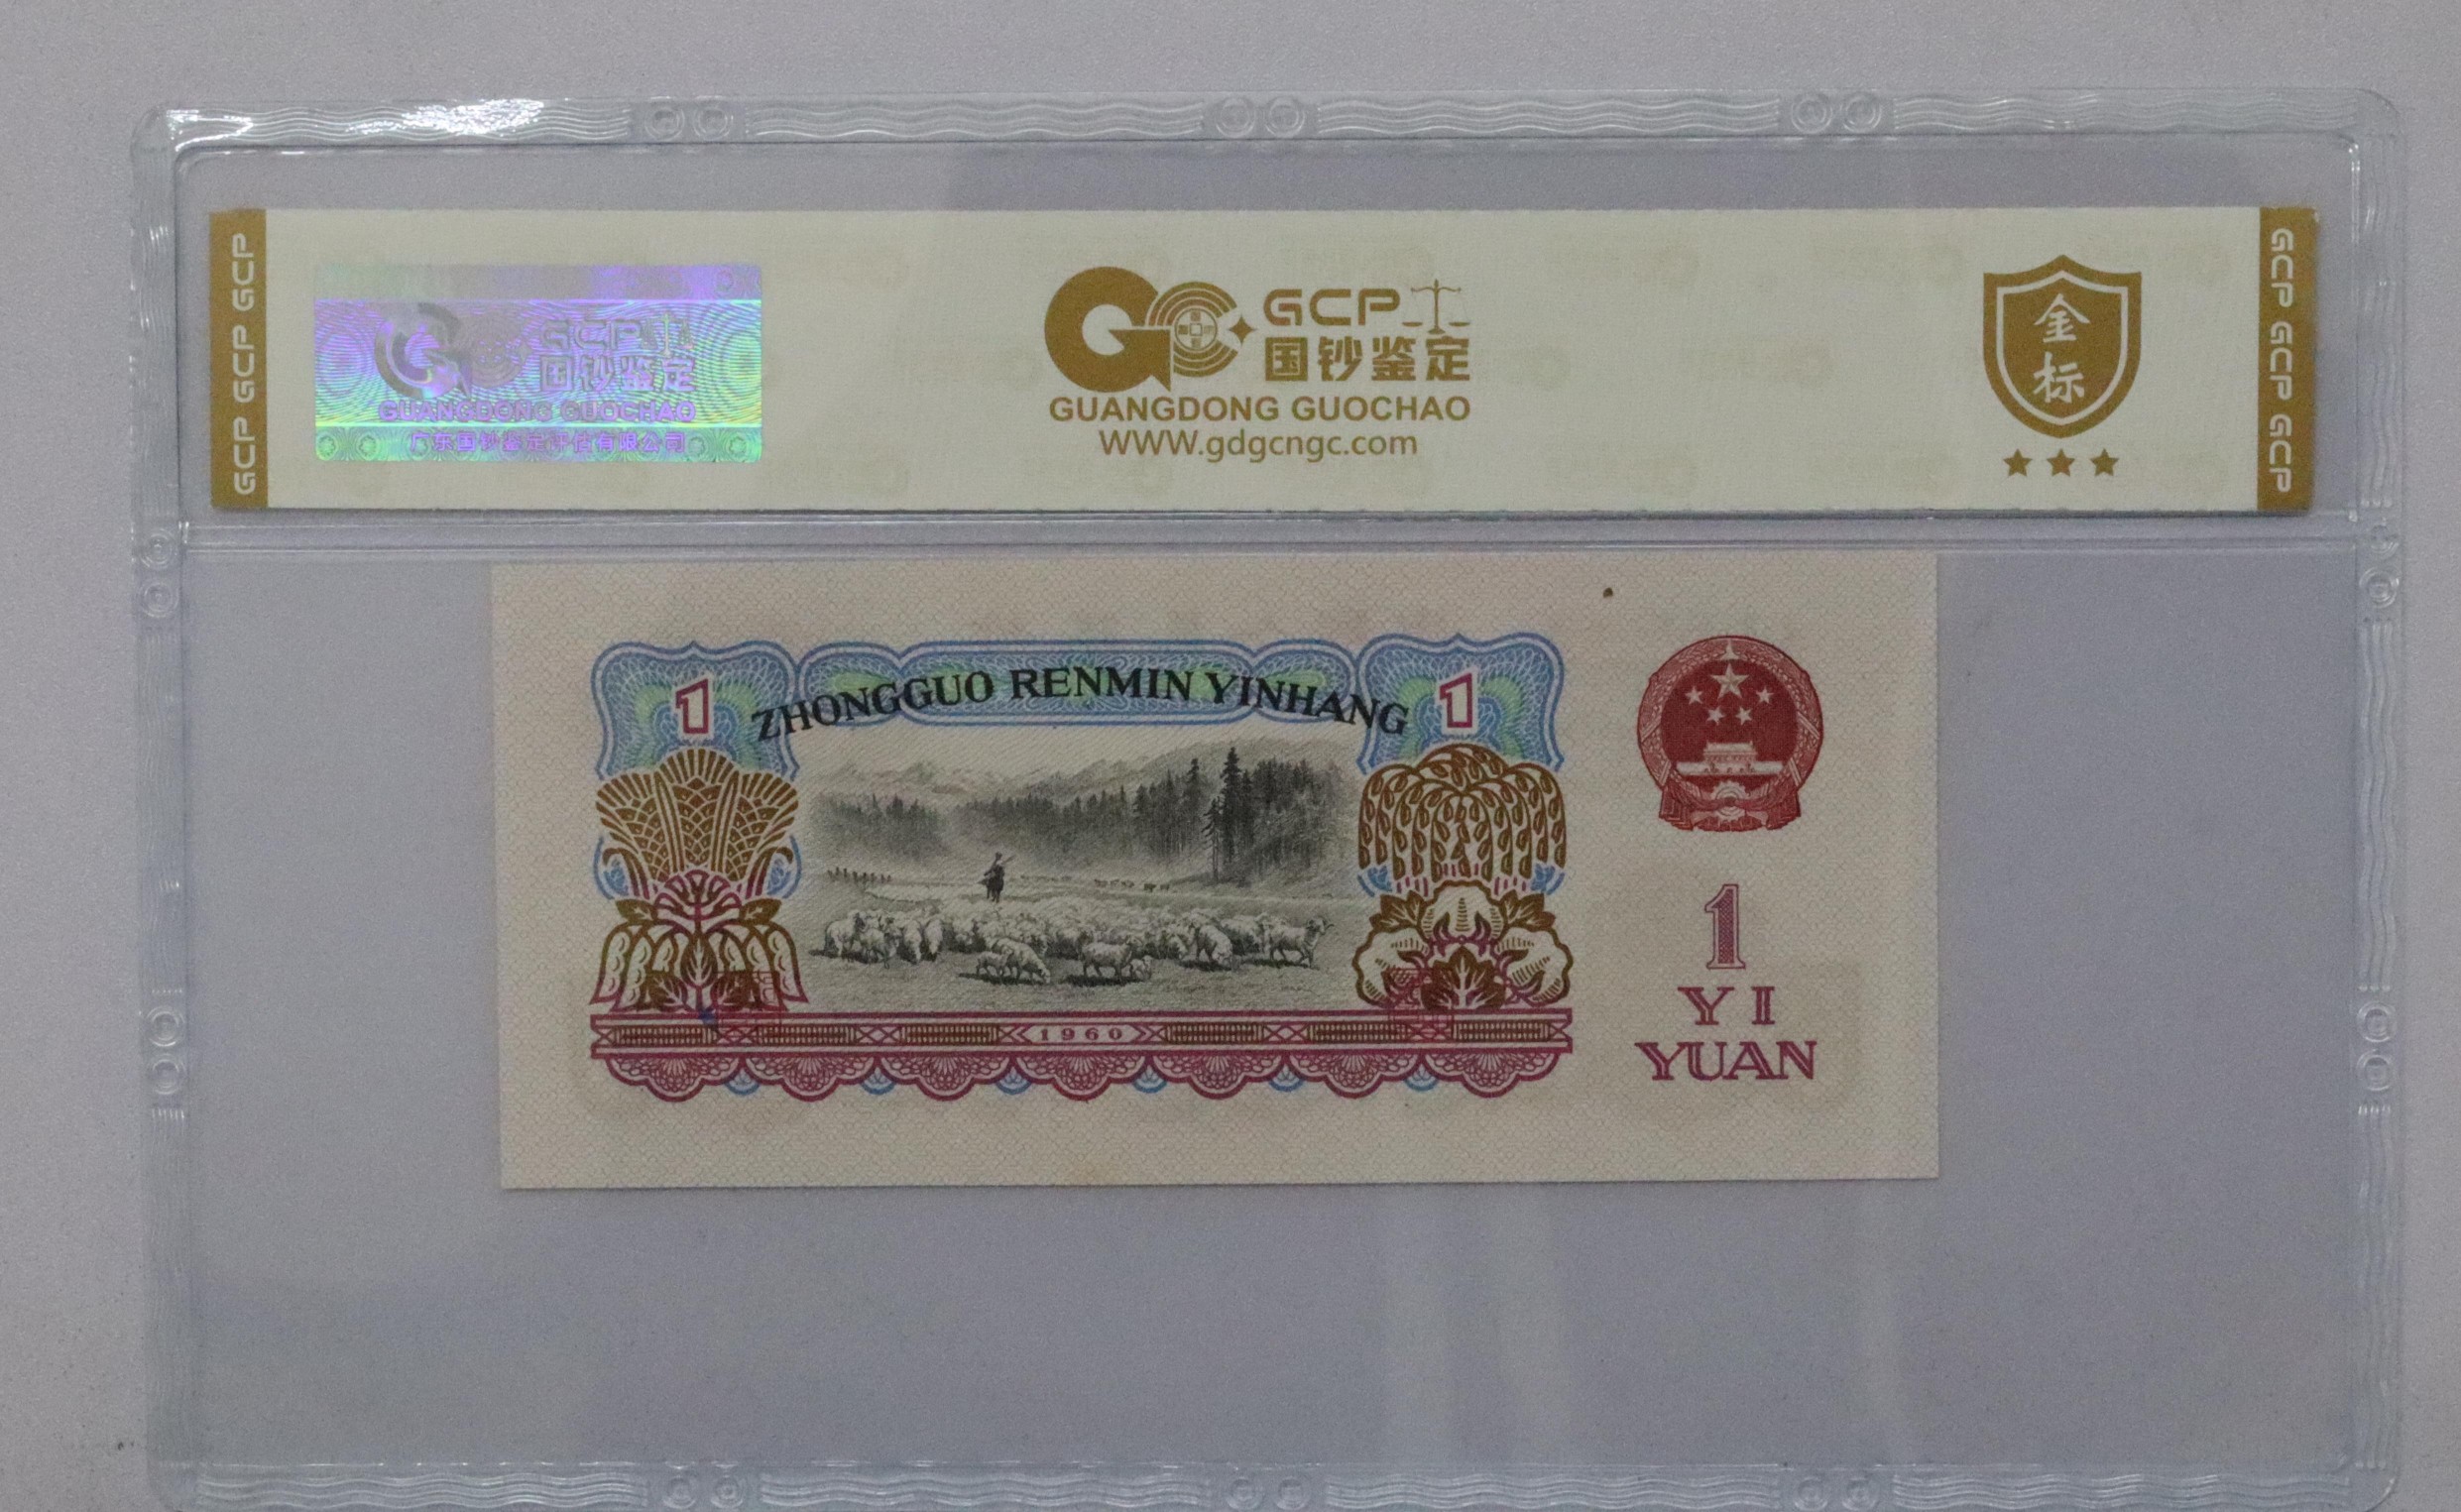 GCP GCP GCP
GCP
国钞鉴定
GUANGDONG GUOCHAO
广东国钞鉴定评估有限公司
GCP
国钞鉴定
GUANGDONG GUOCHAO
WWW.gdgcngc.com
金
标
GCP GCP GCP
1
ZHONGGUO RENMIN YINHANG
1
1960
1
YI
YUAN